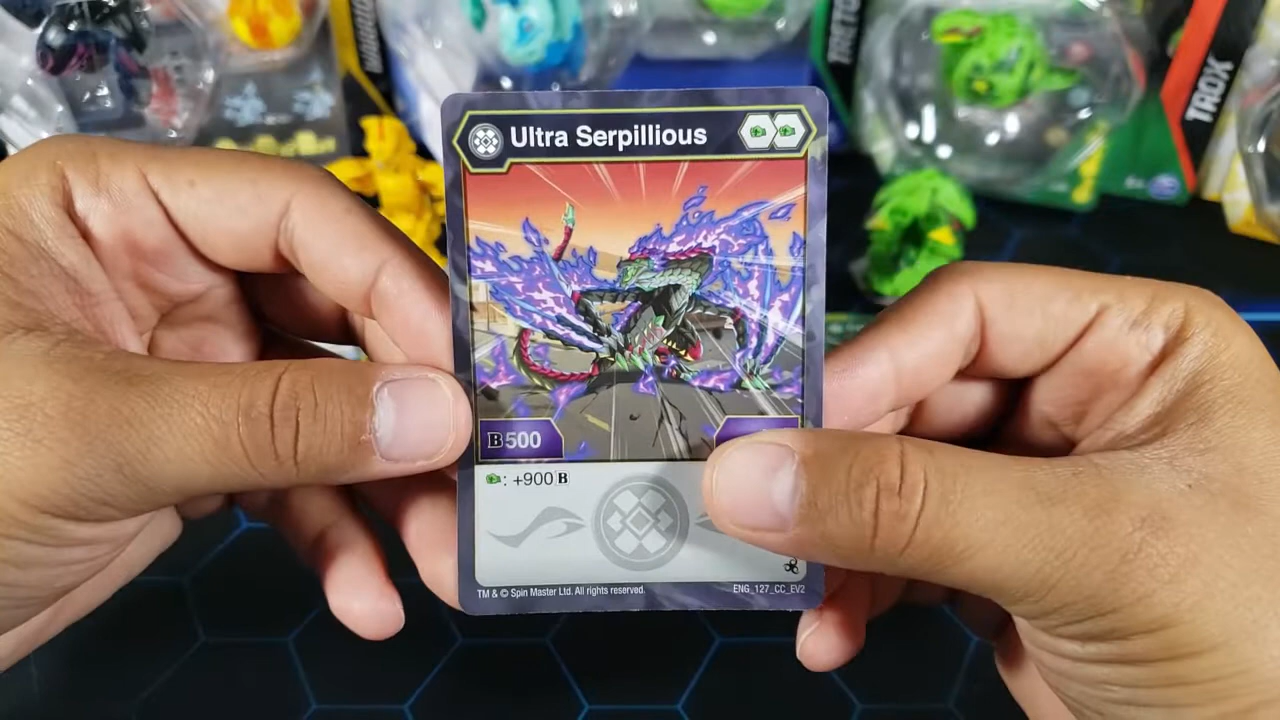 TROX
Ultra Serpillious
B500
: +900 B
TM & © Spin Master Ltd. All rights reserved.
ENG_127_CC_EV2